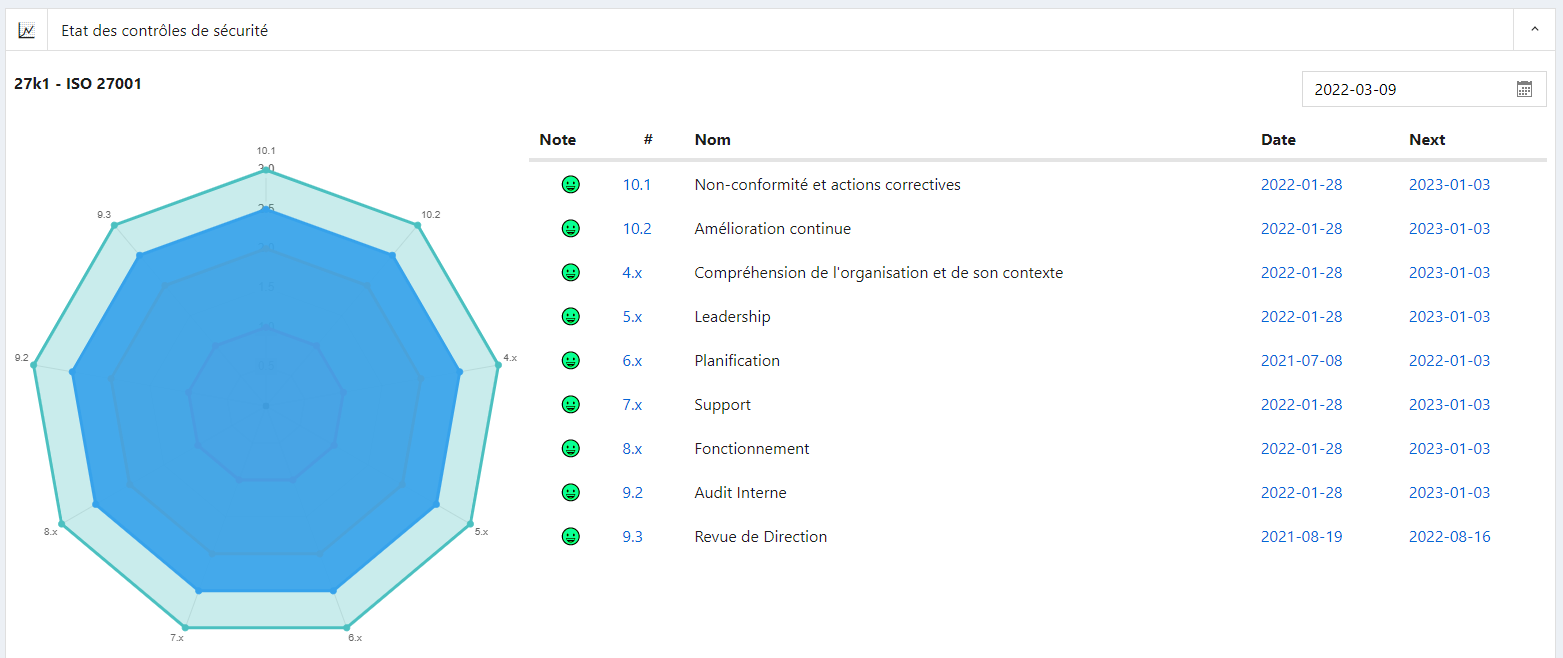 Etat des contrôles de sécurité
27k1 - ISO 27001
2022-03-09
Note # Nom Date Next
10.1 Non-conformité et actions correctives 2022-01-28 2023-01-03
10.2 Amélioration continue 2022-01-28 2023-01-03
4.x Compréhension de l'organisation et de son contexte 2022-01-28 2023-01-03
5.x Leadership 2022-01-28 2023-01-03
6.x Planification 2021-07-08 2022-01-03
7.x Support 2022-01-28 2023-01-03
8.x Fonctionnement 2022-01-28 2023-01-03
9.2 Audit Interne 2022-01-28 2023-01-03
9.3 Revue de Direction 2021-08-19 2022-08-16
10.1
3.0
9.3
10.2
2.5
2.0
1.5
9.2
4.x
0.5
8.x
5.x
7.x
6.x